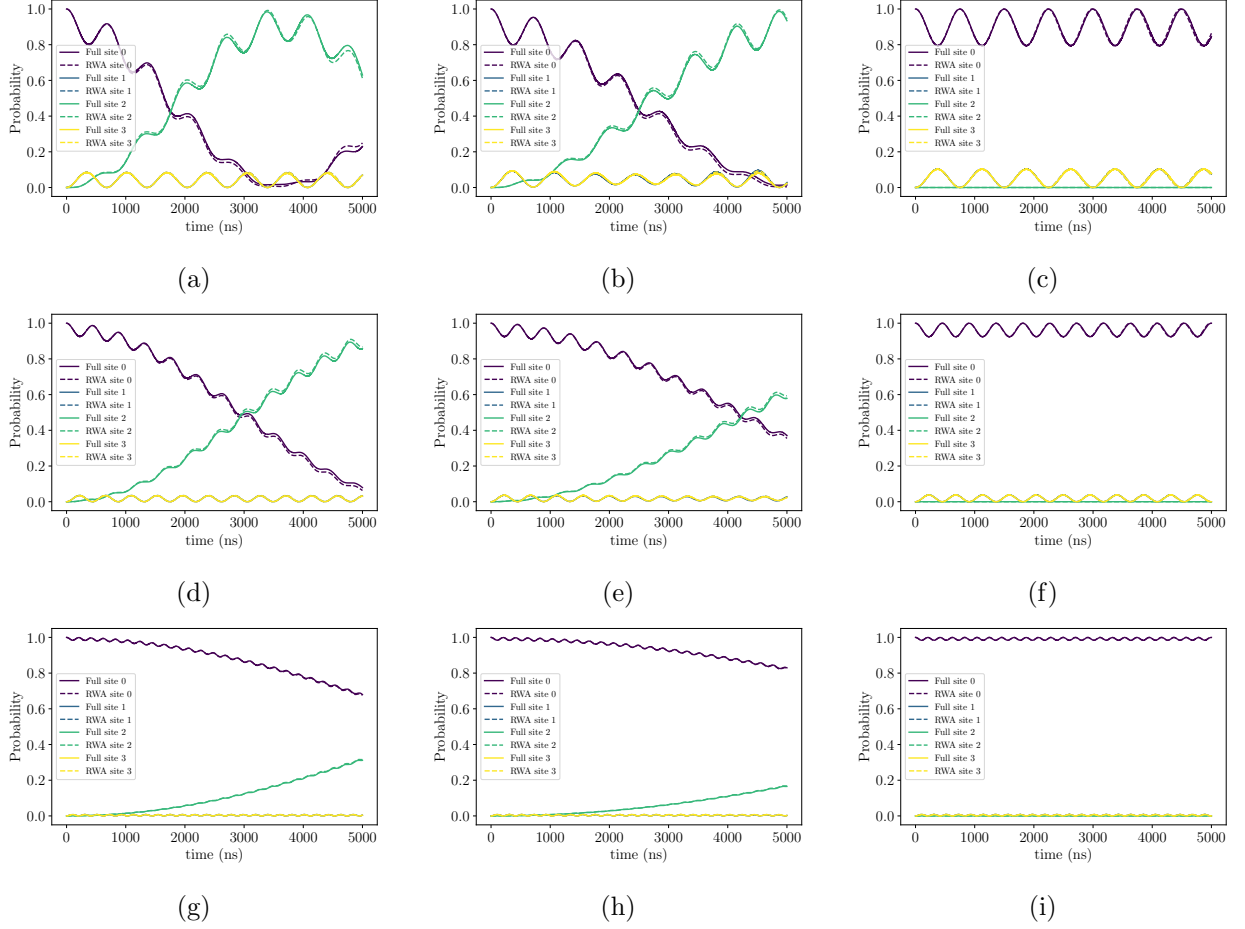 Probability
1.0
0.8
0.6
0.4
0.2
0.0
Full site 0
RWA site 0
Full site 1
RWA site 1
Full site 2
RWA site 2
Full site 3
RWA site 3
0 1000 2000 3000 4000 5000
time (ns)
(a)
Probability
1.0
0.8
0.6
0.4
0.2
0.0
Full site 0
RWA site 0
Full site 1
RWA site 1
Full site 2
RWA site 2
Full site 3
RWA site 3
0 1000 2000 3000 4000 5000
time (ns)
(b)
Probability
1.0
0.8
0.6
0.4
0.2
0.0
Full site 0
RWA site 0
Full site 1
RWA site 1
Full site 2
RWA site 2
Full site 3
RWA site 3
0 1000 2000 3000 4000 5000
time (ns)
(c)
Probability
1.0
0.8
0.6
0.4
0.2
0.0
Full site 0
RWA site 0
Full site 1
RWA site 1
Full site 2
RWA site 2
Full site 3
RWA site 3
0 1000 2000 3000 4000 5000
time (ns)
(d)
Probability
1.0
0.8
0.6
0.4
0.2
0.0
Full site 0
RWA site 0
Full site 1
RWA site 1
Full site 2
RWA site 2
Full site 3
RWA site 3
0 1000 2000 3000 4000 5000
time (ns)
(e)
Probability
1.0
0.8
0.6
0.4
0.2
0.0
Full site 0
RWA site 0
Full site 1
RWA site 1
Full site 2
RWA site 2
Full site 3
RWA site 3
0 1000 2000 3000 4000 5000
time (ns)
(f)
Probability
1.0
0.8
0.6
0.4
0.2
0.0
Full site 0
RWA site 0
Full site 1
RWA site 1
Full site 2
RWA site 2
Full site 3
RWA site 3
0 1000 2000 3000 4000 5000
time (ns)
(g)
Probability
1.0
0.8
0.6
0.4
0.2
0.0
Full site 0
RWA site 0
Full site 1
RWA site 1
Full site 2
RWA site 2
Full site 3
RWA site 3
0 1000 2000 3000 4000 5000
time (ns)
(h)
Probability
1.0
0.8
0.6
0.4
0.2
0.0
Full site 0
RWA site 0
Full site 1
RWA site 1
Full site 2
RWA site 2
Full site 3
RWA site 3
0 1000 2000 3000 4000 5000
time (ns)
(i)